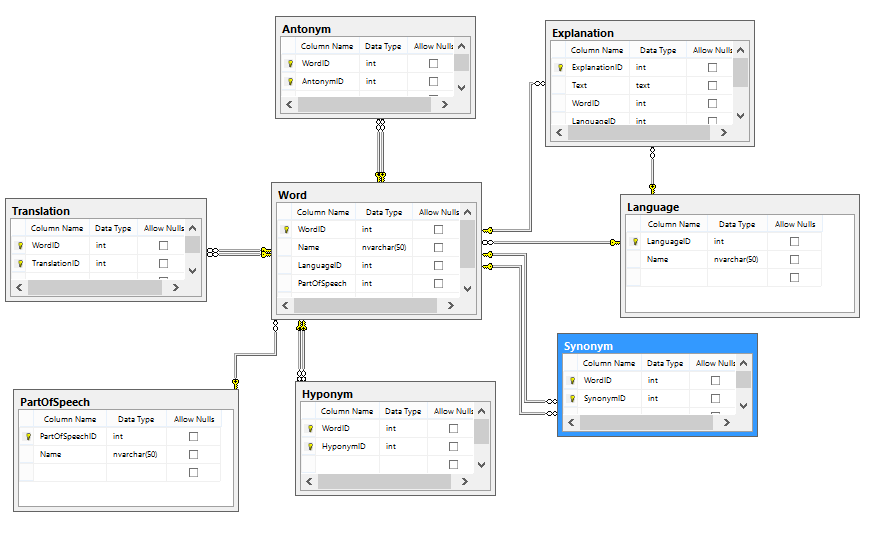 Antonym
Column Name Data Type Allow Nulls
WordID int
AntonymID int
Explanation
Column Name Data Type Allow Nulls
ExplanationID int
Text text
WordID int
LanguageID int
Translation
Column Name Data Type Allow Nulls
WordID int
TranslationID int
Word
Column Name Data Type Allow Nulls
WordID int
Name nvarchar(50)
LanguageID int
PartOfSpeech int
Language
Column Name Data Type Allow Nulls
LanguageID int
Name nvarchar(50)
Synonym
Column Name Data Type Allow Nulls
WordID int
SynonymID int
PartOfSpeech
Column Name Data Type Allow Nulls
PartOfSpeechID int
Name nvarchar(50)
Hyponym
Column Name Data Type Allow Nulls
WordID int
HyponymID int